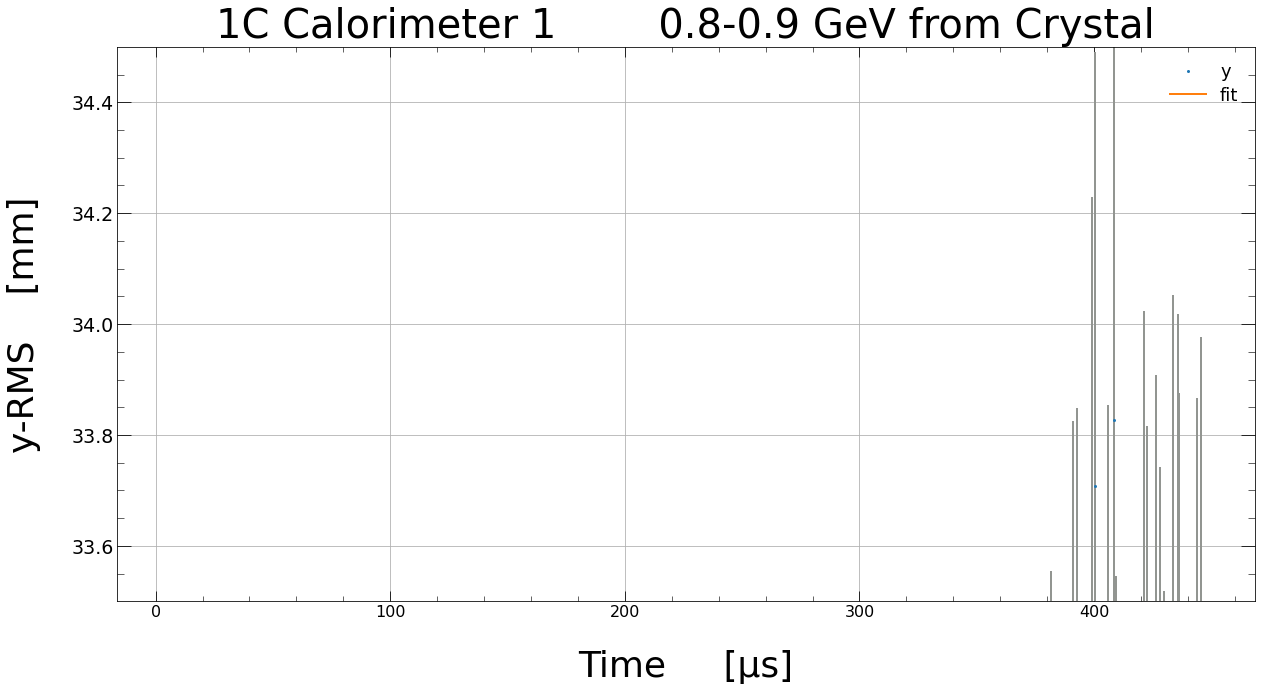 1C Calorimeter 1 0.8-0.9 GeV from Crystal
y
fit
34.4
34.2
34.0
33.8
33.6
y-RMS [mm]
0 100 200 300 400
Time [µs]